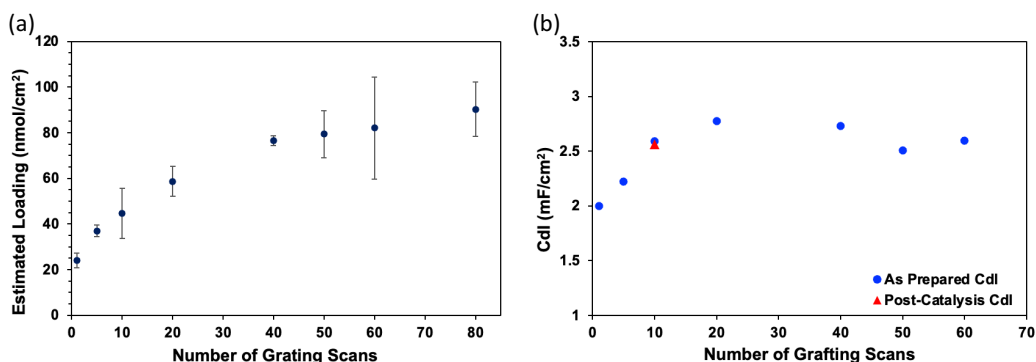 (a)
Estimated Loading (nmol/cm²)
120
100
80
60
40
20
0
0 10 20 30 40 50 60 70 80
Number of Grating Scans
(b)
Cdl (mF/cm²)
3.5
3
2.5
2
1.5
1
As Prepared Cdl
Post-Catalysis Cdl
0 10 20 30 40 50 60 70
Number of Grafting Scans